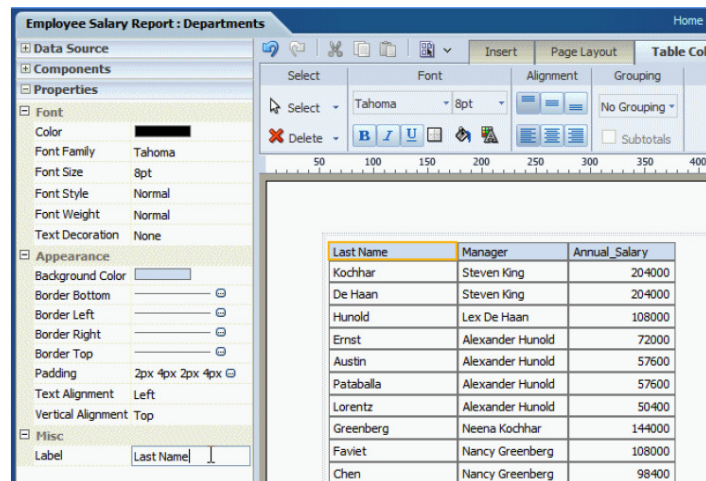 Employee Salary Report : Departments
Home
Data Source
Components
Properties
Font
Color
Font Family Tahoma
Font Size 8pt
Font Style Normal
Font Weight Normal
Text Decoration None
Appearance
Background Color
Border Bottom
Border Left
Border Right
Border Top
Padding 2px 4px 2px 4px
Text Alignment Left
Vertical Alignment Top
Misc
Label Last Name
Insert Page Layout Table Col
Select Font Alignment Grouping
Select Tahoma 8pt No Grouping
Delete B I U Subtotals
50 100 150 200 250 300 350 400
Last Name Manager Annual_Salary
Kochhar Steven King 204000
De Haan Steven King 204000
Hunold Lex De Haan 108000
Ernst Alexander Hunold 72000
Austin Alexander Hunold 57600
Pataballa Alexander Hunold 57600
Lorentz Alexander Hunold 50400
Greenberg Neena Kochhar 144000
Faviet Nancy Greenberg 108000
Chen Nancy Greenberg 98400